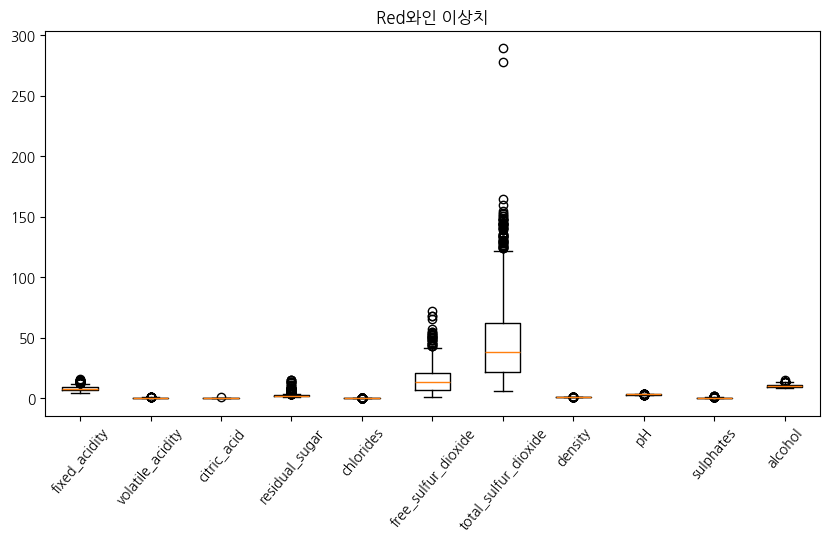 Red와인 이상치
300
250
200
150
100
50
0
fixed_acidity
volatile_acidity
citric_acid
residual_sugar
chlorides
free_sulfur_dioxide
total_sulfur_dioxide
density
pH
sulphates
alcohol